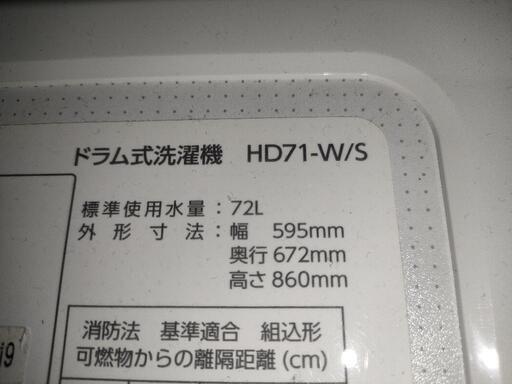 ドラム式洗濯機 HD71-W/S
標準使用水量：72L
外形寸法：幅 595mm
奥行 672mm
高さ 860mm
消防法 基準適合 組込形
可燃物からの離隔距離(cm)